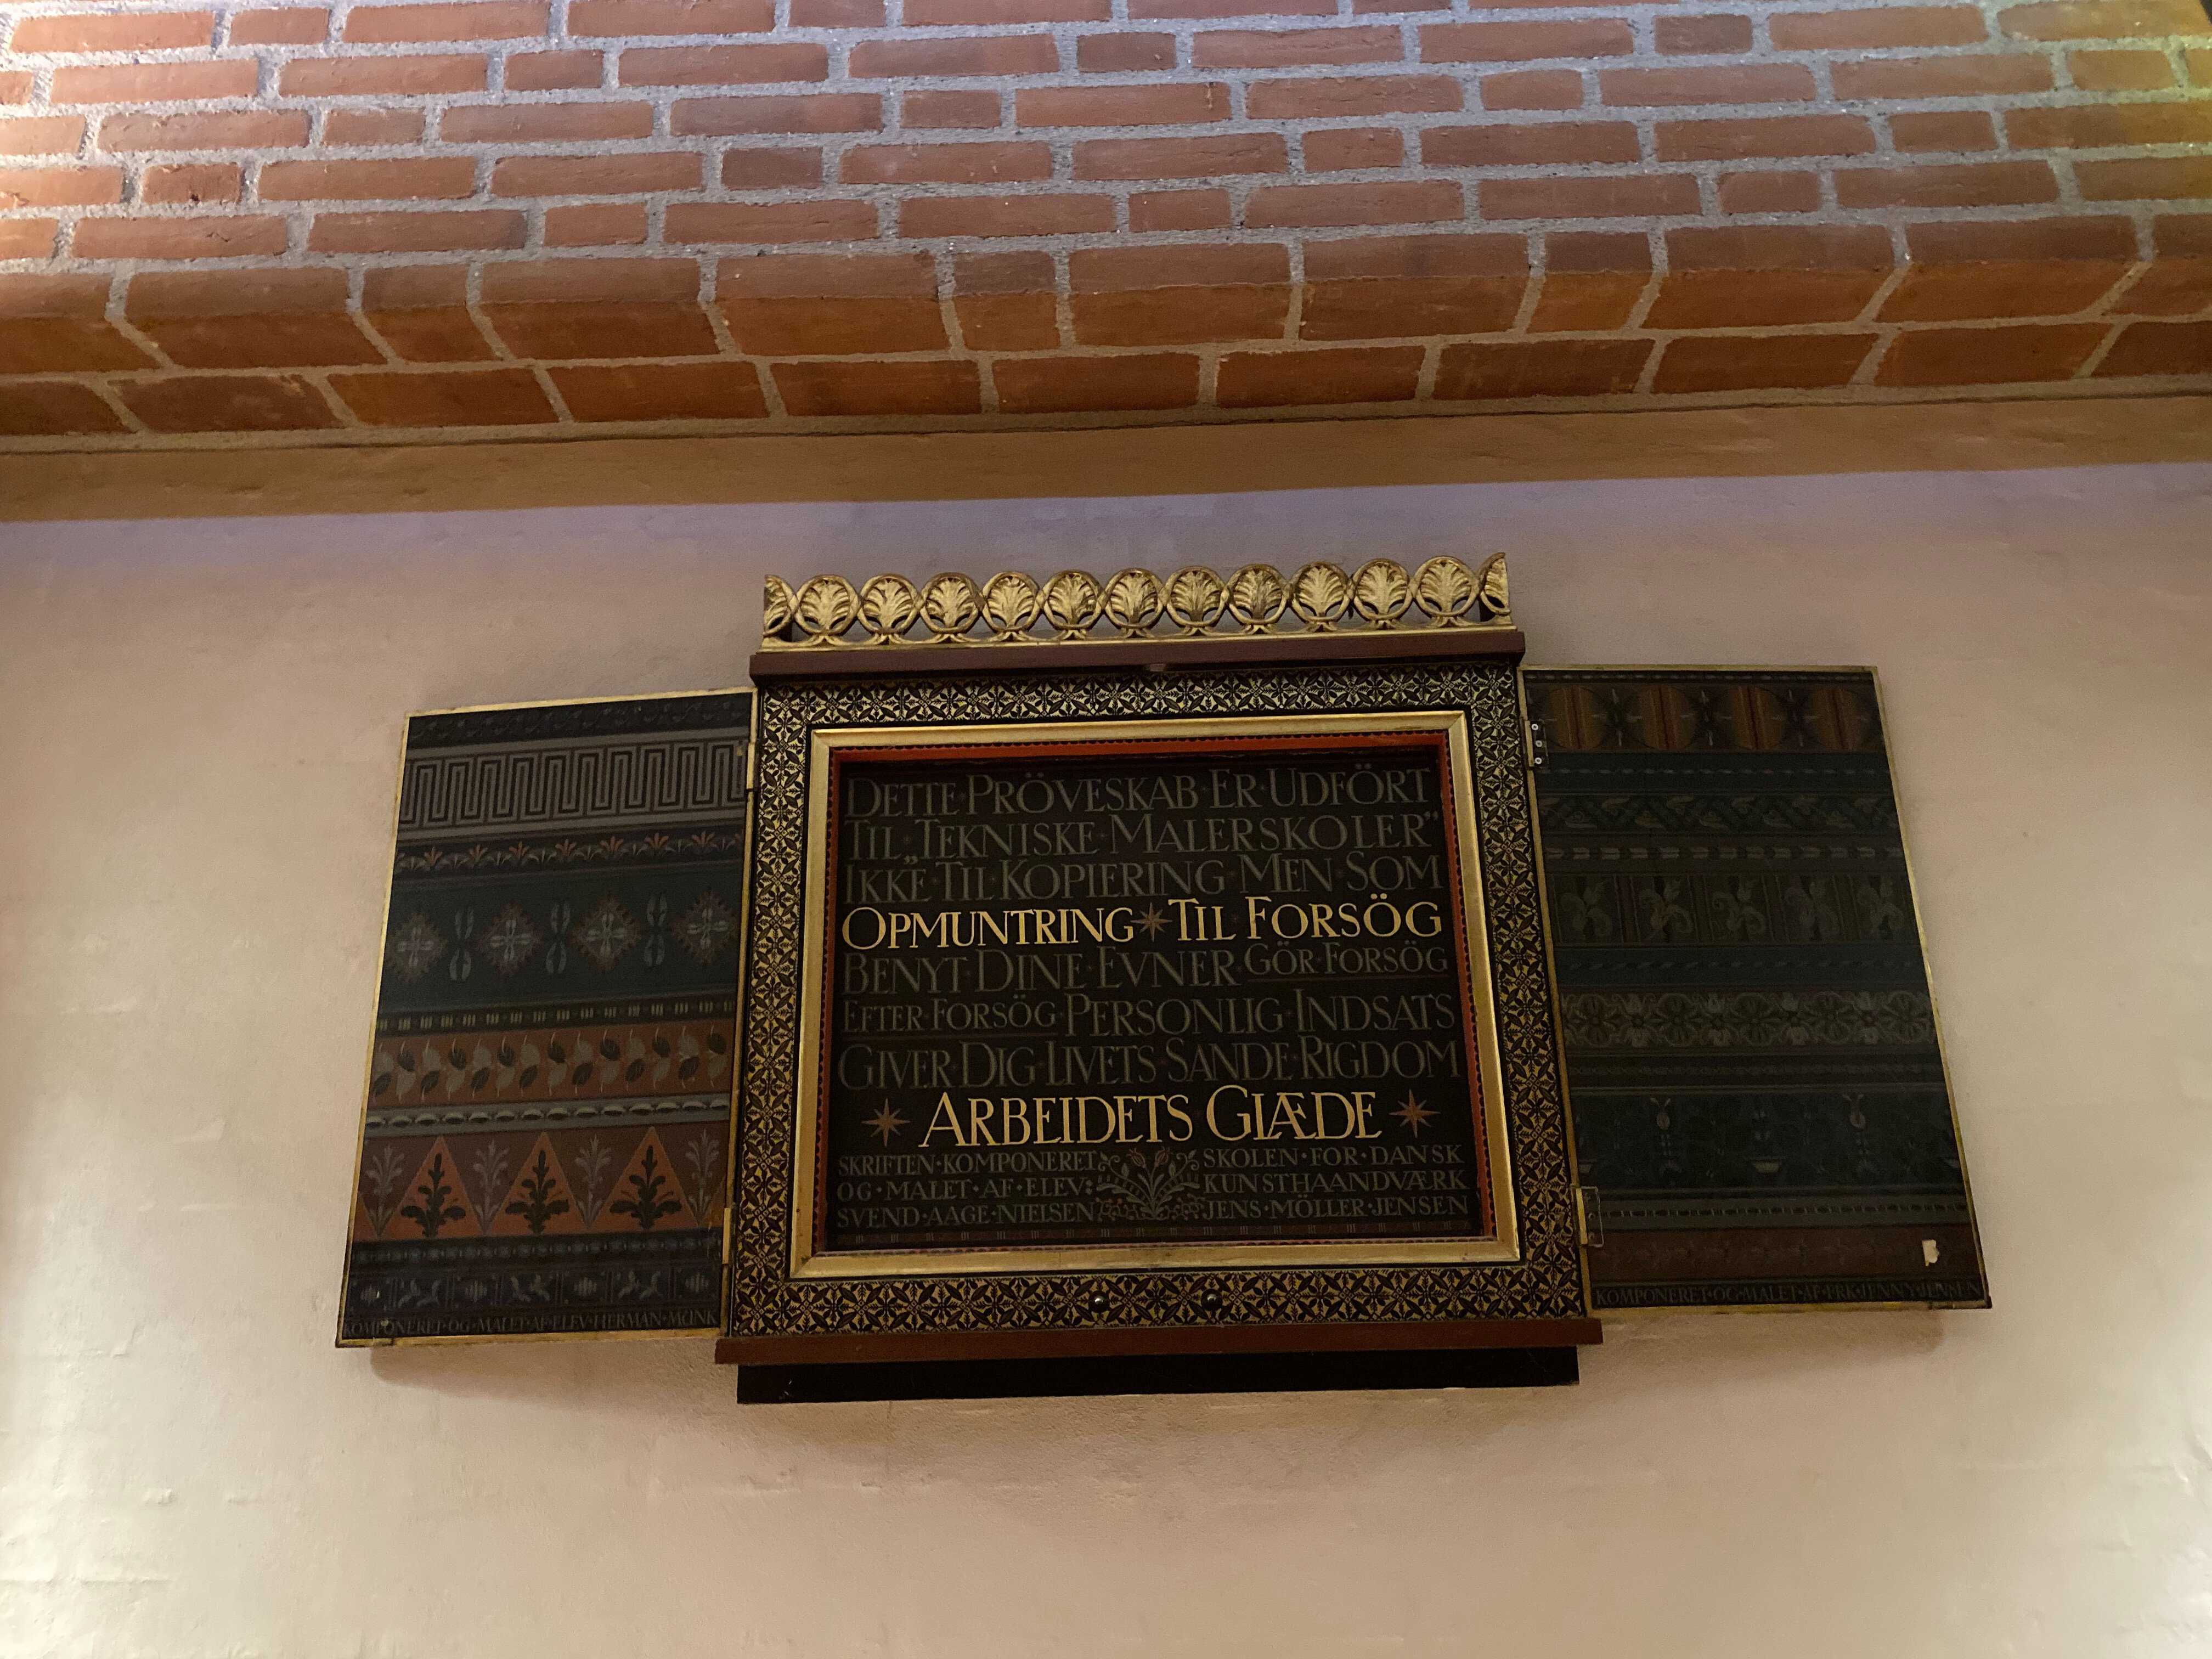 DETTE·PRÖVESKAB·ER·UDFÖRT
TIL·„TEKNISKE·MALERSKOLER”
IKKE·TIL·KOPIERING·MEN·SOM
OPMUNTRING TIL FORSÖG
BENYT·DINE·EVNER·GÖR·FORSÖG
EFTER·FORSÖG·PERSONLIG·INDSATS
GIVER·DIG·LIVETS·SANDE·RIGDOM
ARBEIDETS GLÆDE
SKRIFTEN·KOMPONERET
OG·MALET·AF·ELEV:
SVEND·AAGE·NIELSEN
SKOLEN·FOR·DANSK
KUNSTHAANDVÆRK
JENS·MÖLLER·JENSEN
KOMPONERET·OG·MALET·AF·ELEV·HERMAN·MÖINK
KOMPONERET·OG·MALET·AF·FRK·JENNY·JENSEN